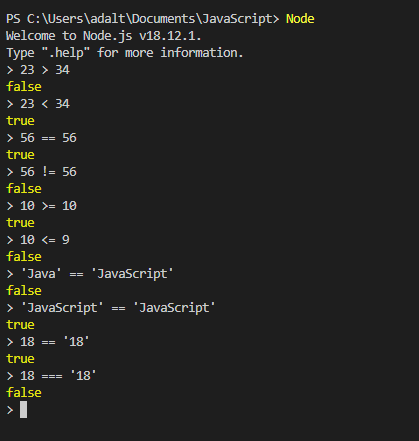 PS C:\Users\adalt\Documents\JavaScript> Node
Welcome to Node.js v18.12.1.
Type ".help" for more information.
> 23 > 34
false
> 23 < 34
true
> 56 == 56
true
> 56 != 56
false
> 10 >= 10
true
> 10 <= 9
false
> 'Java' == 'JavaScript'
false
> 'JavaScript' == 'JavaScript'
true
> 18 == '18'
true
> 18 === '18'
false
>